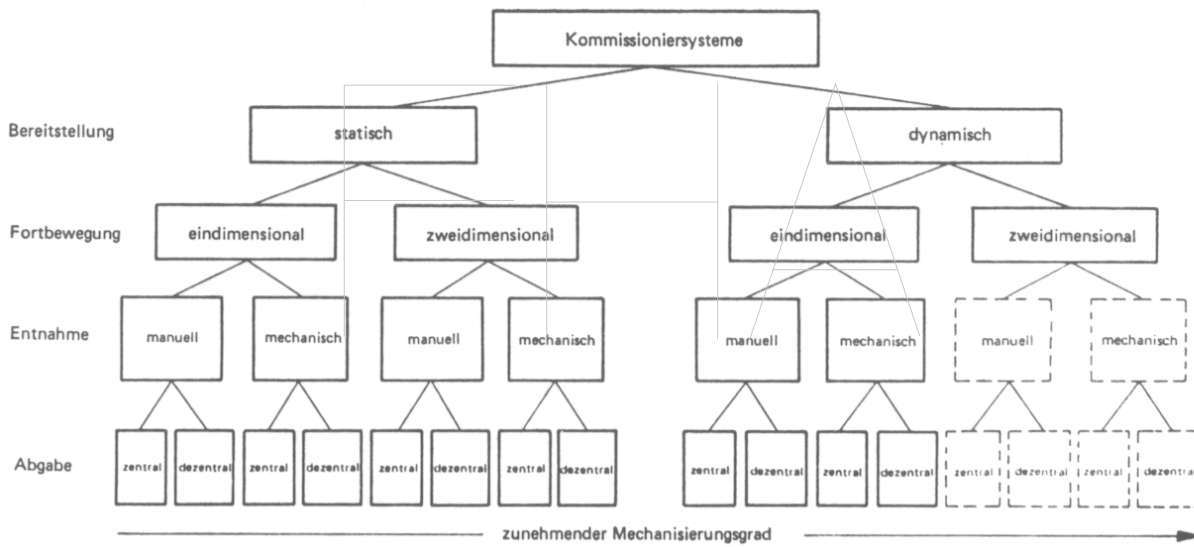 Kommissioniersysteme
Bereitstellung statisch dynamisch
Fortbewegung eindimensional zweidimensional eindimensional zweidimensional
Entnahme manuell mechanisch manuell mechanisch manuell mechanisch manuell mechanisch
Abgabe zentral dezentral zentral dezentral zentral dezentral zentral dezentral zentral dezentral zentral dezentral zentral dezentral zentral dezentral
zunehmender Mechanisierungsgrad